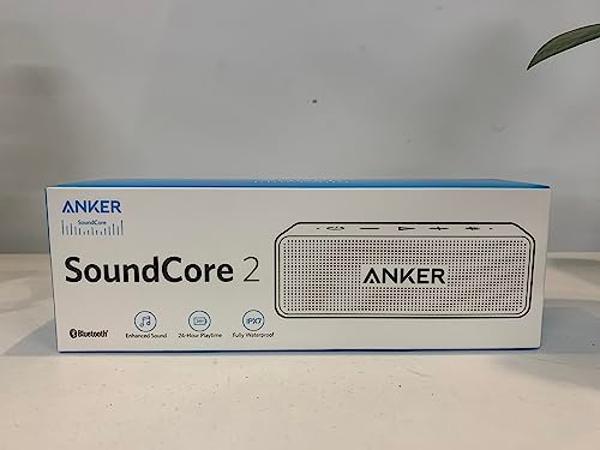 ANKER
SoundCore
SoundCore 2
ANKER
Bluetooth®
Enhanced Sound
24-Hour Playtime
IPX7
Fully Waterproof